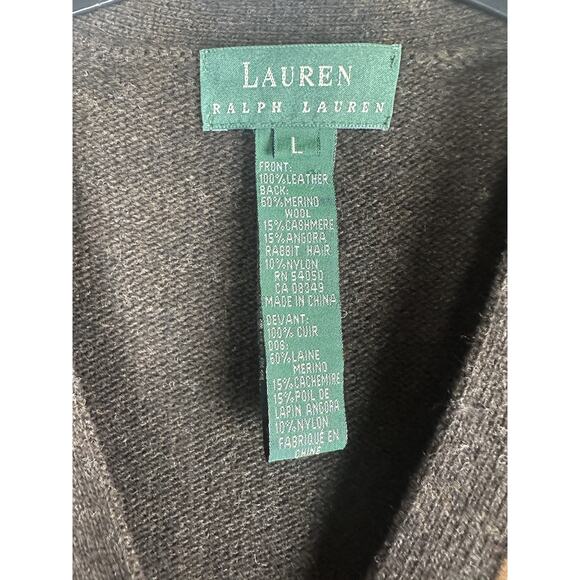 LAUREN
RALPH LAUREN
L
FRONT:
100%LEATHER
BACK:
60%MERINO
WOOL
15%CASHMERE
15%ANGORA
RABBIT HAIR
10%NYLON
RN 54050
CA 08349
MADE IN CHINA
DEVANT:
100% CUIR
DOS:
60%LAINE
MERINO
15%CACHEMIRE
15%POIL DE
LAPIN ANGORA
10%NYLON
FABRIQUÉ EN
CHINE